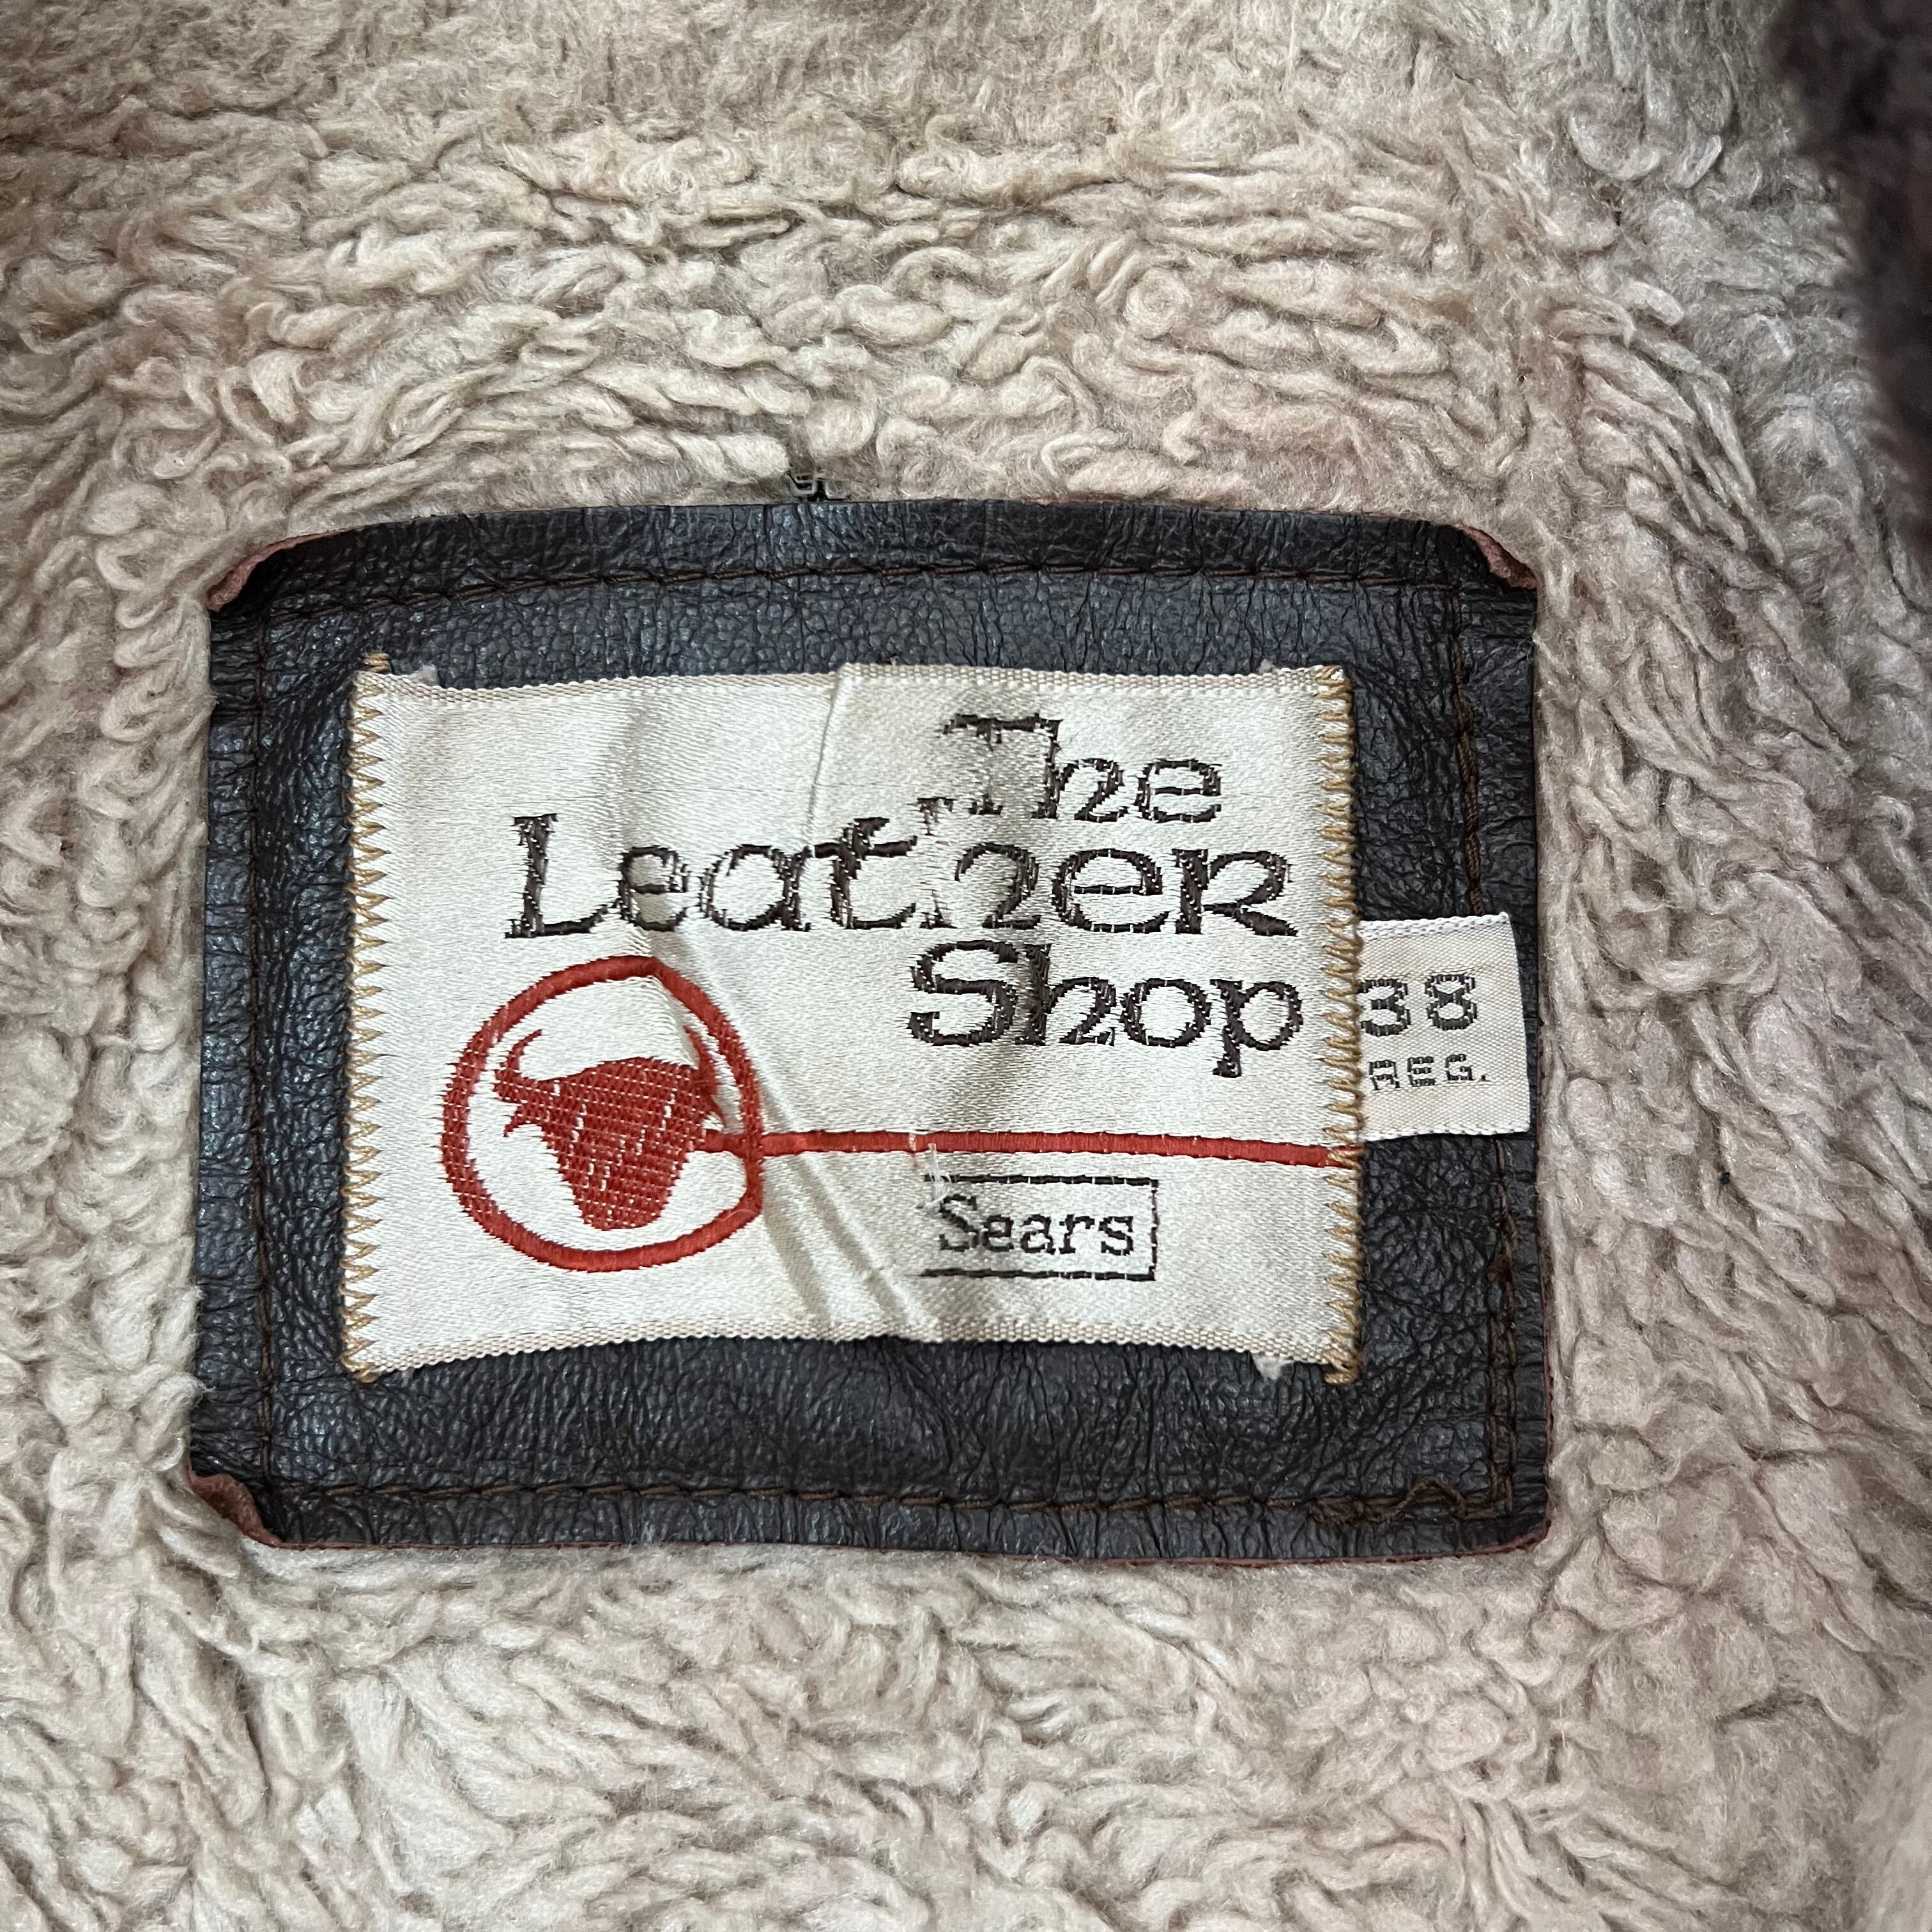 The
Leather
Shop
38
REG.
Sears